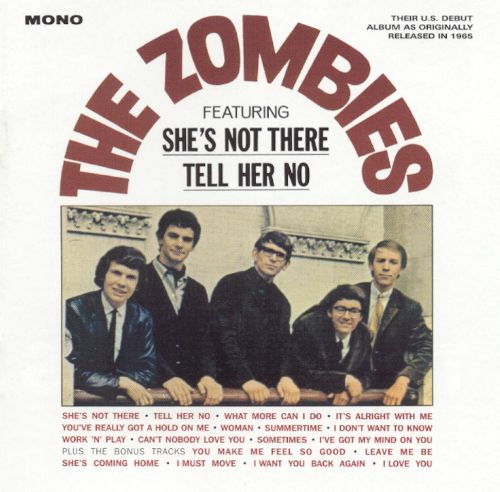 MONO
THEIR U.S. DEBUT
ALBUM AS ORIGINALLY
RELEASED IN 1965
THE ZOMBIES
FEATURING
SHE'S NOT THERE
TELL HER NO
SHE'S NOT THERE • TELL HER NO • WHAT MORE CAN I DO • IT'S ALRIGHT WITH ME
YOU'VE REALLY GOT A HOLD ON ME • WOMAN • SUMMERTIME • I DON'T WANT TO KNOW
WORK 'N' PLAY • CAN'T NOBODY LOVE YOU • SOMETIMES • I'VE GOT MY MIND ON YOU
PLUS THE BONUS TRACKS YOU MAKE ME FEEL SO GOOD • LEAVE ME BE
SHE'S COMING HOME • I MUST MOVE • I WANT YOU BACK AGAIN • I LOVE YOU